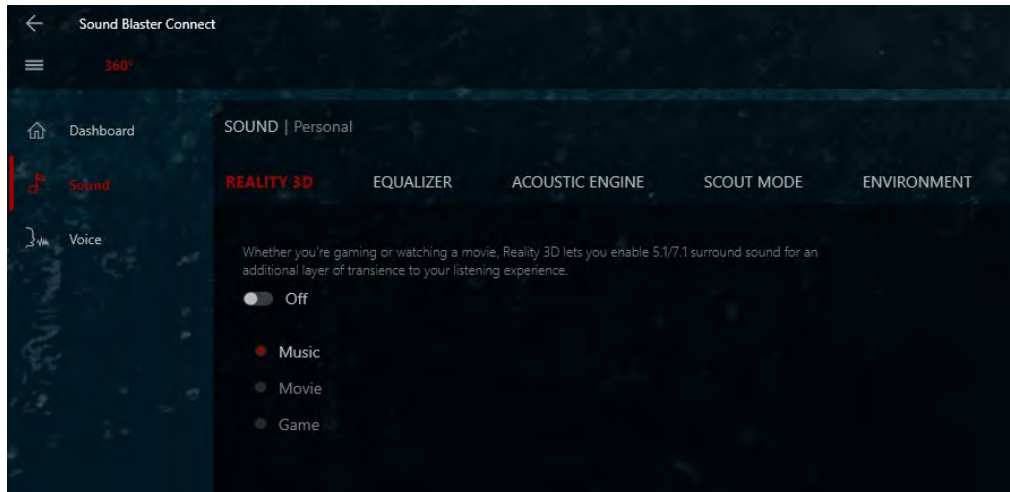 Sound Blaster Connect
360°
Dashboard
Sound
Voice
SOUND | Personal
REALITY 3D EQUALIZER ACOUSTIC ENGINE SCOUT MODE ENVIRONMENT
Whether you're gaming or watching a movie, Reality 3D lets you enable 5.1/7.1 surround sound for an
additional layer of transience to your listening experience.
Off
Music
Movie
Game